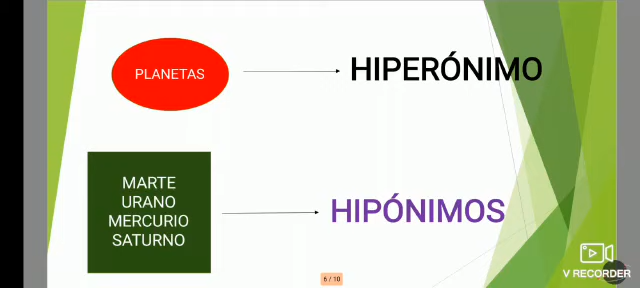 PLANETAS
HIPERÓNIMO
MARTE
URANO
MERCURIO
SATURNO
HIPÓNIMOS
6 / 10
V RECORDER